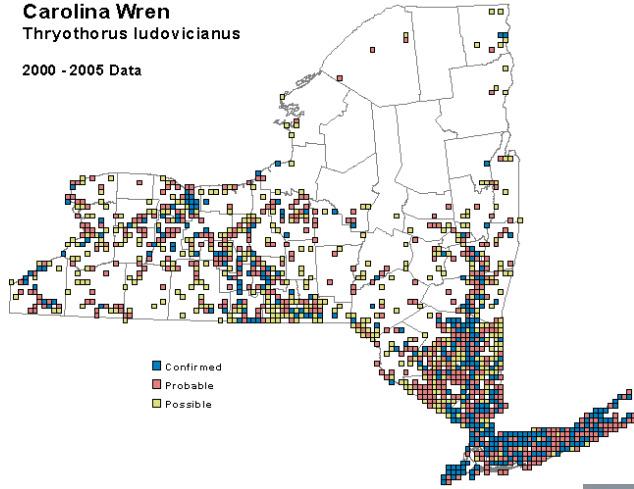 Carolina Wren
Thryothorus ludovicianus
2000 - 2005 Data
Confirmed
Probable
Possible